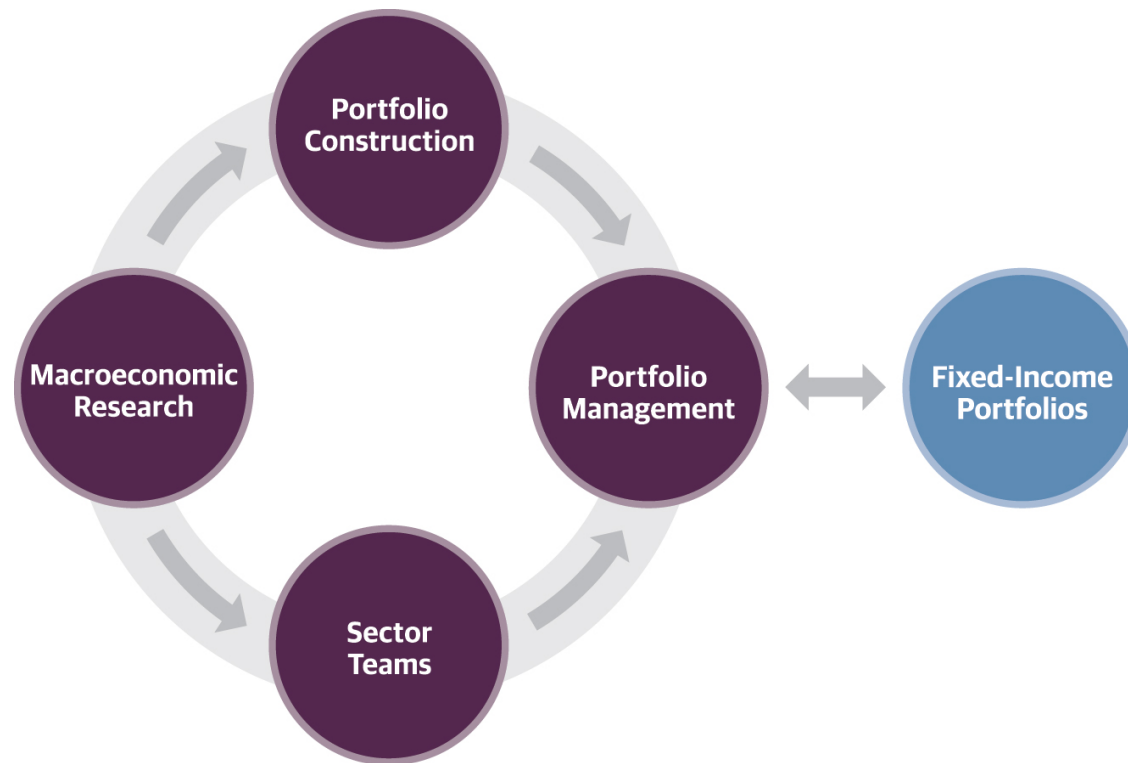 Portfolio
Construction
Macroeconomic
Research
Portfolio
Management
Fixed-Income
Portfolios
Sector
Teams